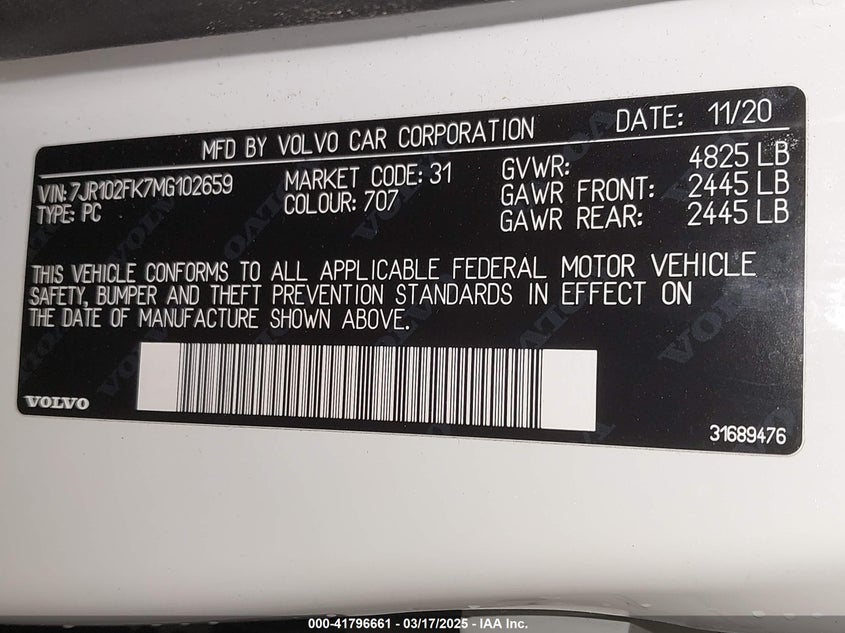 MFD BY VOLVO CAR CORPORATION DATE: 11/20
VIN: 7JR102FK7MG102659 MARKET CODE: 31 GVWR: 4825 LB
TYPE: PC COLOUR: 707 GAWR FRONT: 2445 LB
GAWR REAR: 2445 LB
THIS VEHICLE CONFORMS TO ALL APPLICABLE FEDERAL MOTOR VEHICLE
SAFETY, BUMPER AND THEFT PREVENTION STANDARDS IN EFFECT ON
THE DATE OF MANUFACTURE SHOWN ABOVE.
VOLVO
31689476
000-41796661 - 03/17/2025 - IAA Inc.